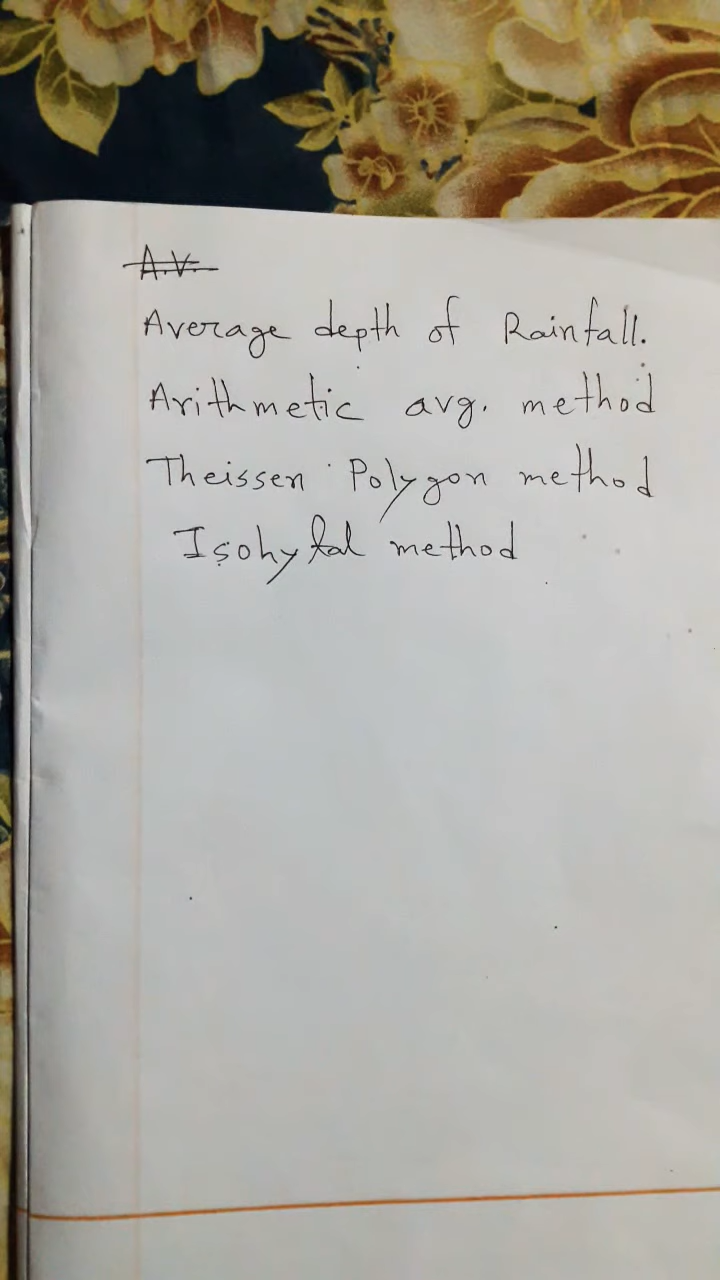 A.V.
Average depth of Rainfall.
Arithmetic avg. method
Theissen Polygon method
Isohytal method